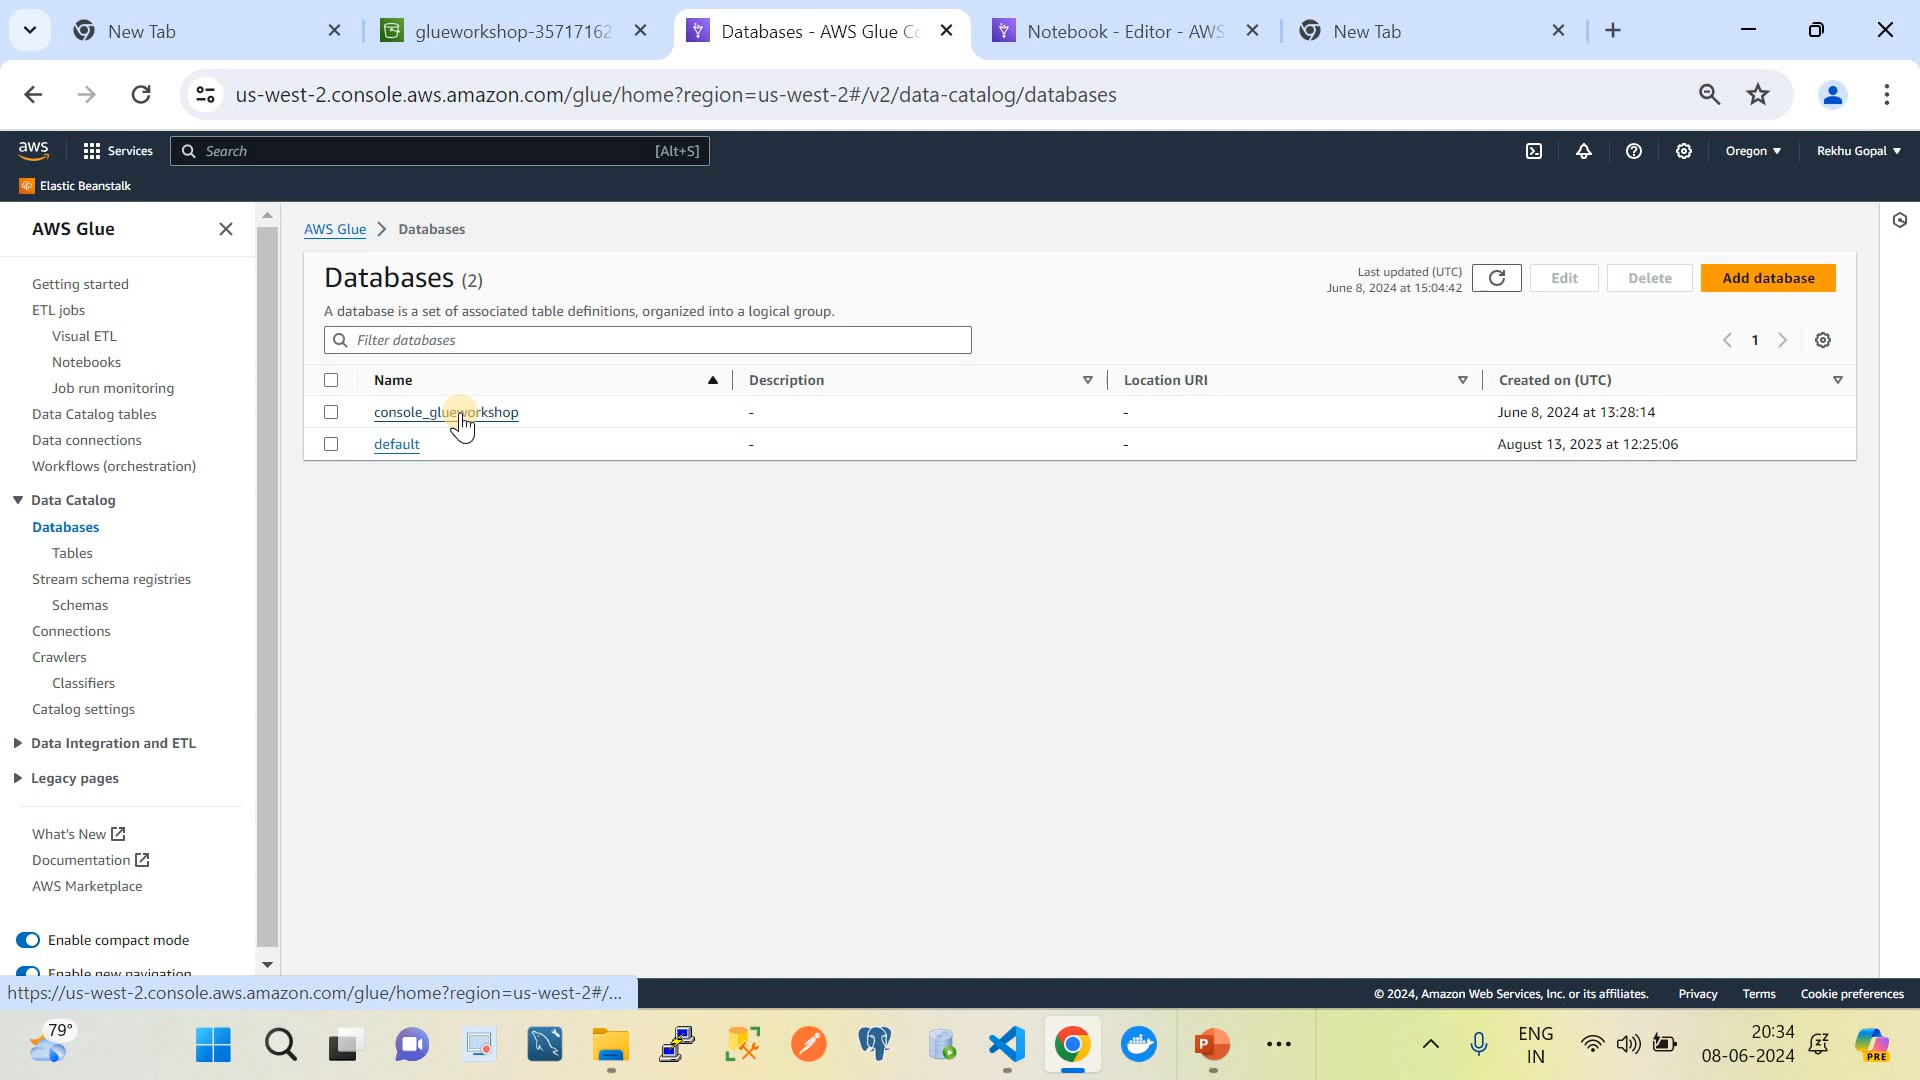 New Tab
glueworkshop-35717162
Databases - AWS Glue Co
Notebook - Editor - AWS
New Tab
us-west-2.console.aws.amazon.com/glue/home?region=us-west-2#/v2/data-catalog/databases
aws
Services
Search
[Alt+S]
Oregon
Rekhu Gopal
Elastic Beanstalk
AWS Glue
Getting started
ETL jobs
Visual ETL
Notebooks
Job run monitoring
Data Catalog tables
Data connections
Workflows (orchestration)
Data Catalog
Databases
Tables
Stream schema registries
Schemas
Connections
Crawlers
Classifiers
Catalog settings
Data Integration and ETL
Legacy pages
What's New
Documentation
AWS Marketplace
Enable compact mode
Enable new navigation
AWS Glue > Databases
Databases (2)
A database is a set of associated table definitions, organized into a logical group.
Last updated (UTC)
June 8, 2024 at 15:04:42
Edit
Delete
Add database
Filter databases
1
Name Description Location URI Created on (UTC)
console_glueworkshop - - June 8, 2024 at 13:28:14
default - - August 13, 2023 at 12:25:06
https://us-west-2.console.aws.amazon.com/glue/home?region=us-west-2#/...
© 2024, Amazon Web Services, Inc. or its affiliates.
Privacy
Terms
Cookie preferences
79°
ENG
IN
20:34
08-06-2024
PRE